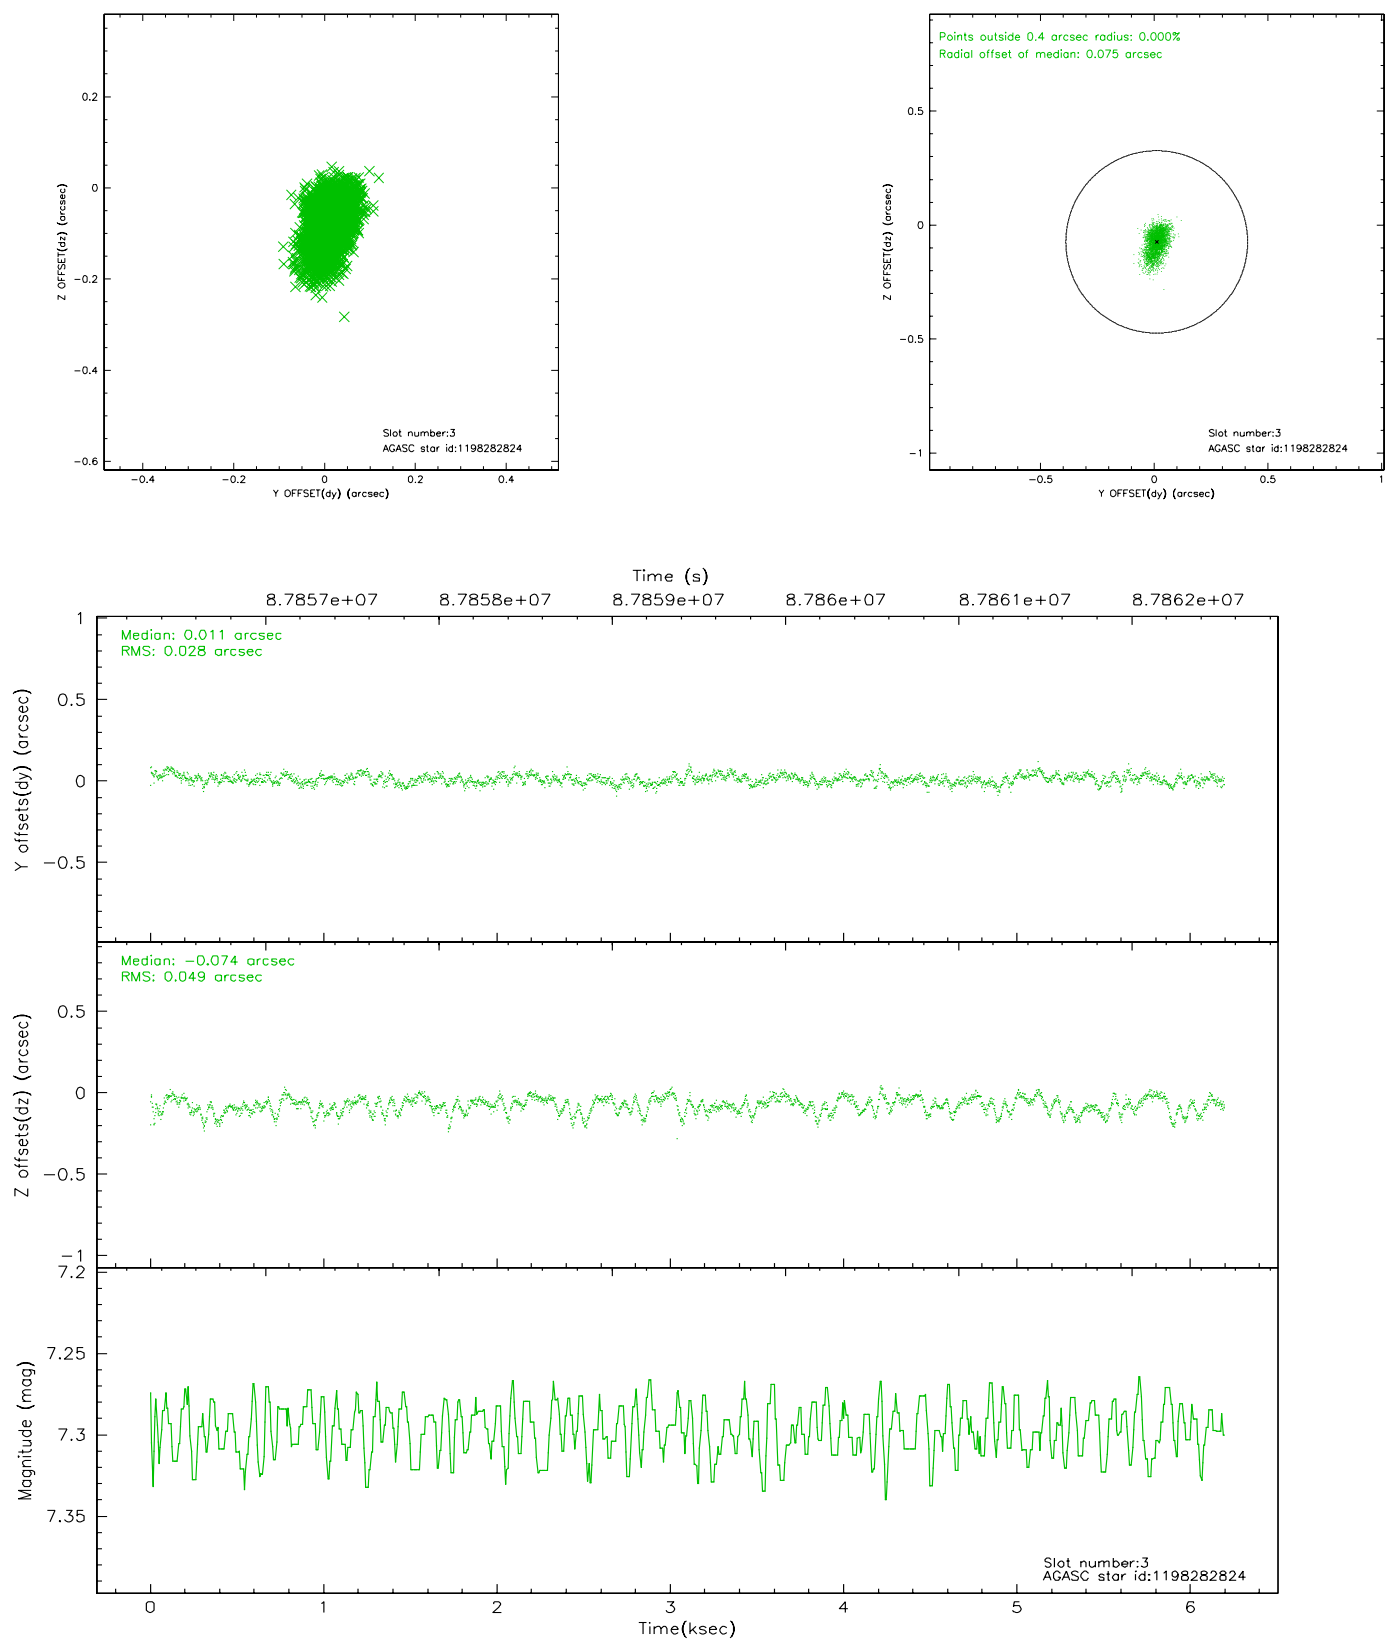 0.2
0
−0.2
−0.4
−0.6
Z OFFSET(dz) (arcsec)
Slot number:3
AGASC star id:1198282824
−0.4
−0.2
0
0.2
0.4
Y OFFSET(dy) (arcsec)
Points outside 0.4 arcsec radius: 0.000%
Radial offset of median: 0.075 arcsec
0.5
0
−0.5
−1
Z OFFSET(dz) (arcsec)
Slot number:3
AGASC star id:1198282824
−0.5
0
0.5
1
Y OFFSET(dy) (arcsec)
Time (s)
8.7857e+07
8.7858e+07
8.7859e+07
8.786e+07
8.7861e+07
8.7862e+07
Median: 0.011 arcsec
RMS: 0.028 arcsec
1
0.5
0
−0.5
Y offsets(dy) (arcsec)
Median: −0.074 arcsec
RMS: 0.049 arcsec
0.5
0
−0.5
−1
Z offsets(dz) (arcsec)
7.2
7.25
7.3
7.35
Magnitude (mag)
Slot number:3
AGASC star id:1198282824
0
1
2
3
4
5
6
Time(ksec)